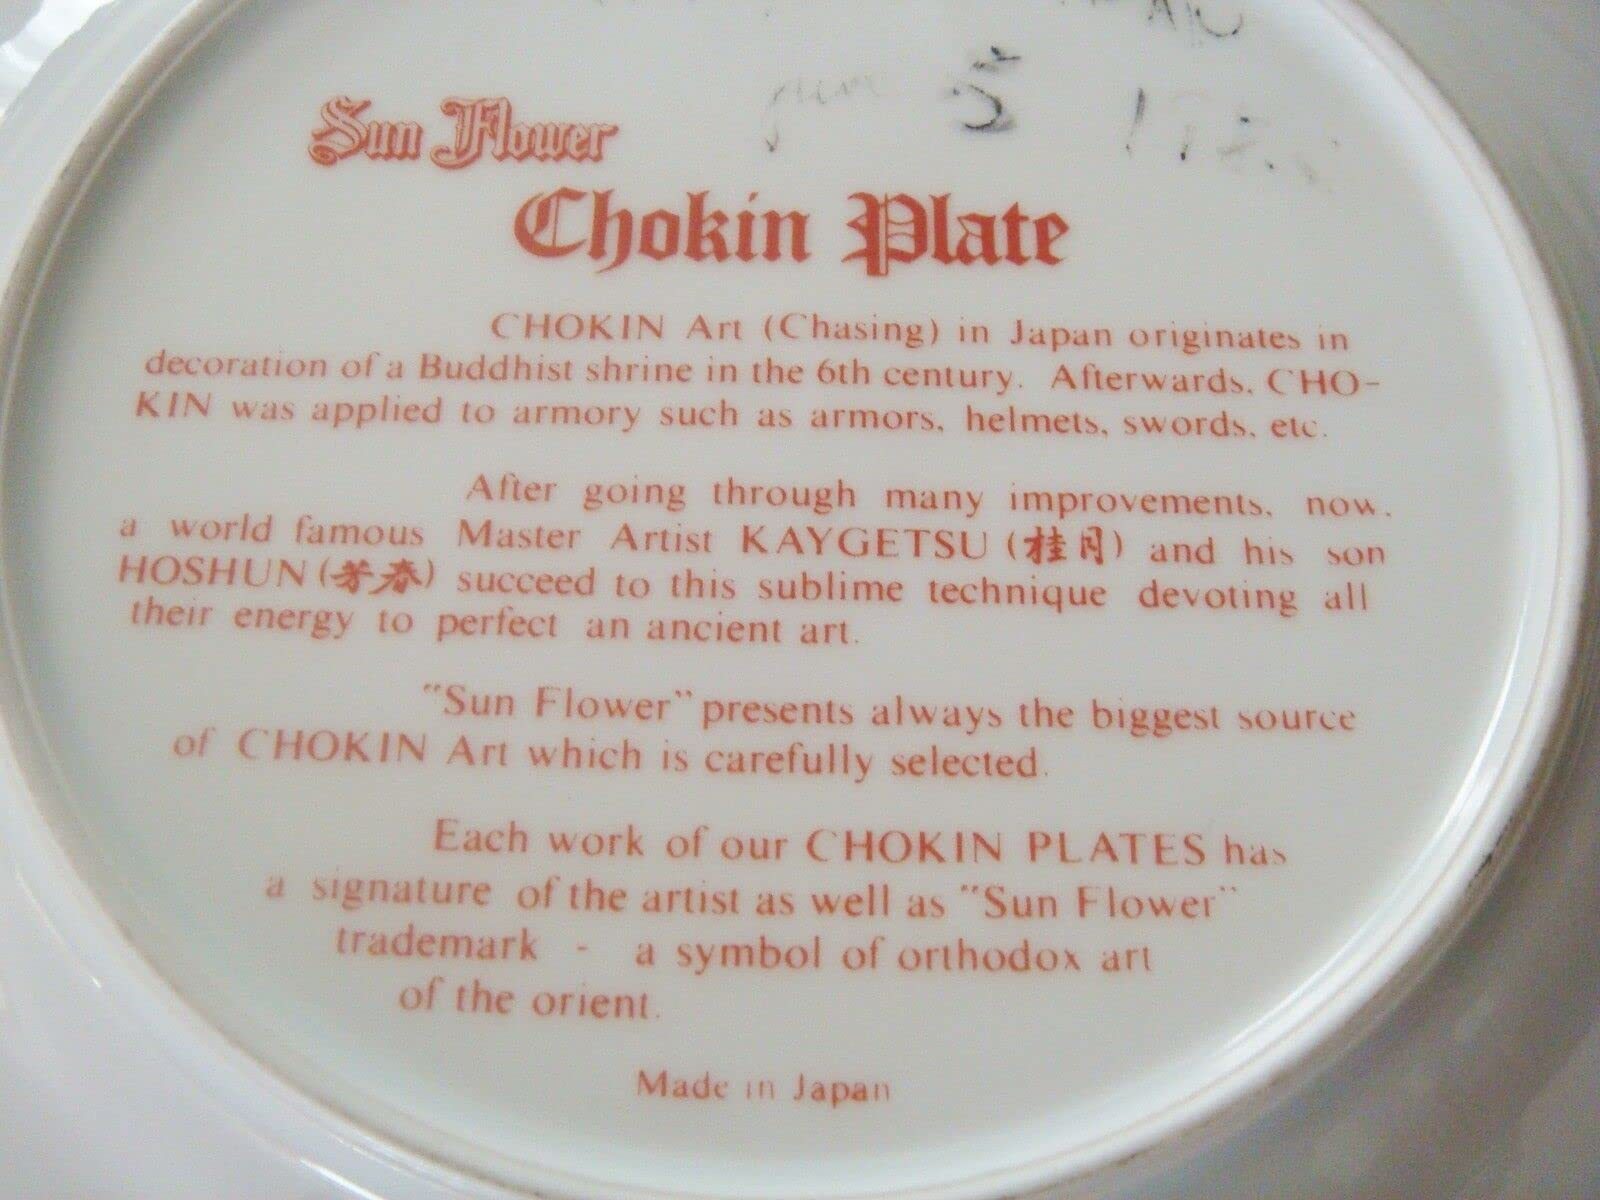 Sun Flower
Chokin Plate
CHOKIN Art (Chasing) in Japan originates in
decoration of a Buddhist shrine in the 6th century. Afterwards, CHO-
KIN was applied to armory such as armors, helmets, swords, etc.
After going through many improvements, now,
a world famous Master Artist KAYGETSU (桂月) and his son
HOSHUN (芳春) succeed to this sublime technique devoting all
their energy to perfect an ancient art.
"Sun Flower" presents always the biggest source
of CHOKIN Art which is carefully selected.
Each work of our CHOKIN PLATES has
a signature of the artist as well as "Sun Flower"
trademark - a symbol of orthodox art
of the orient.
Made in Japan